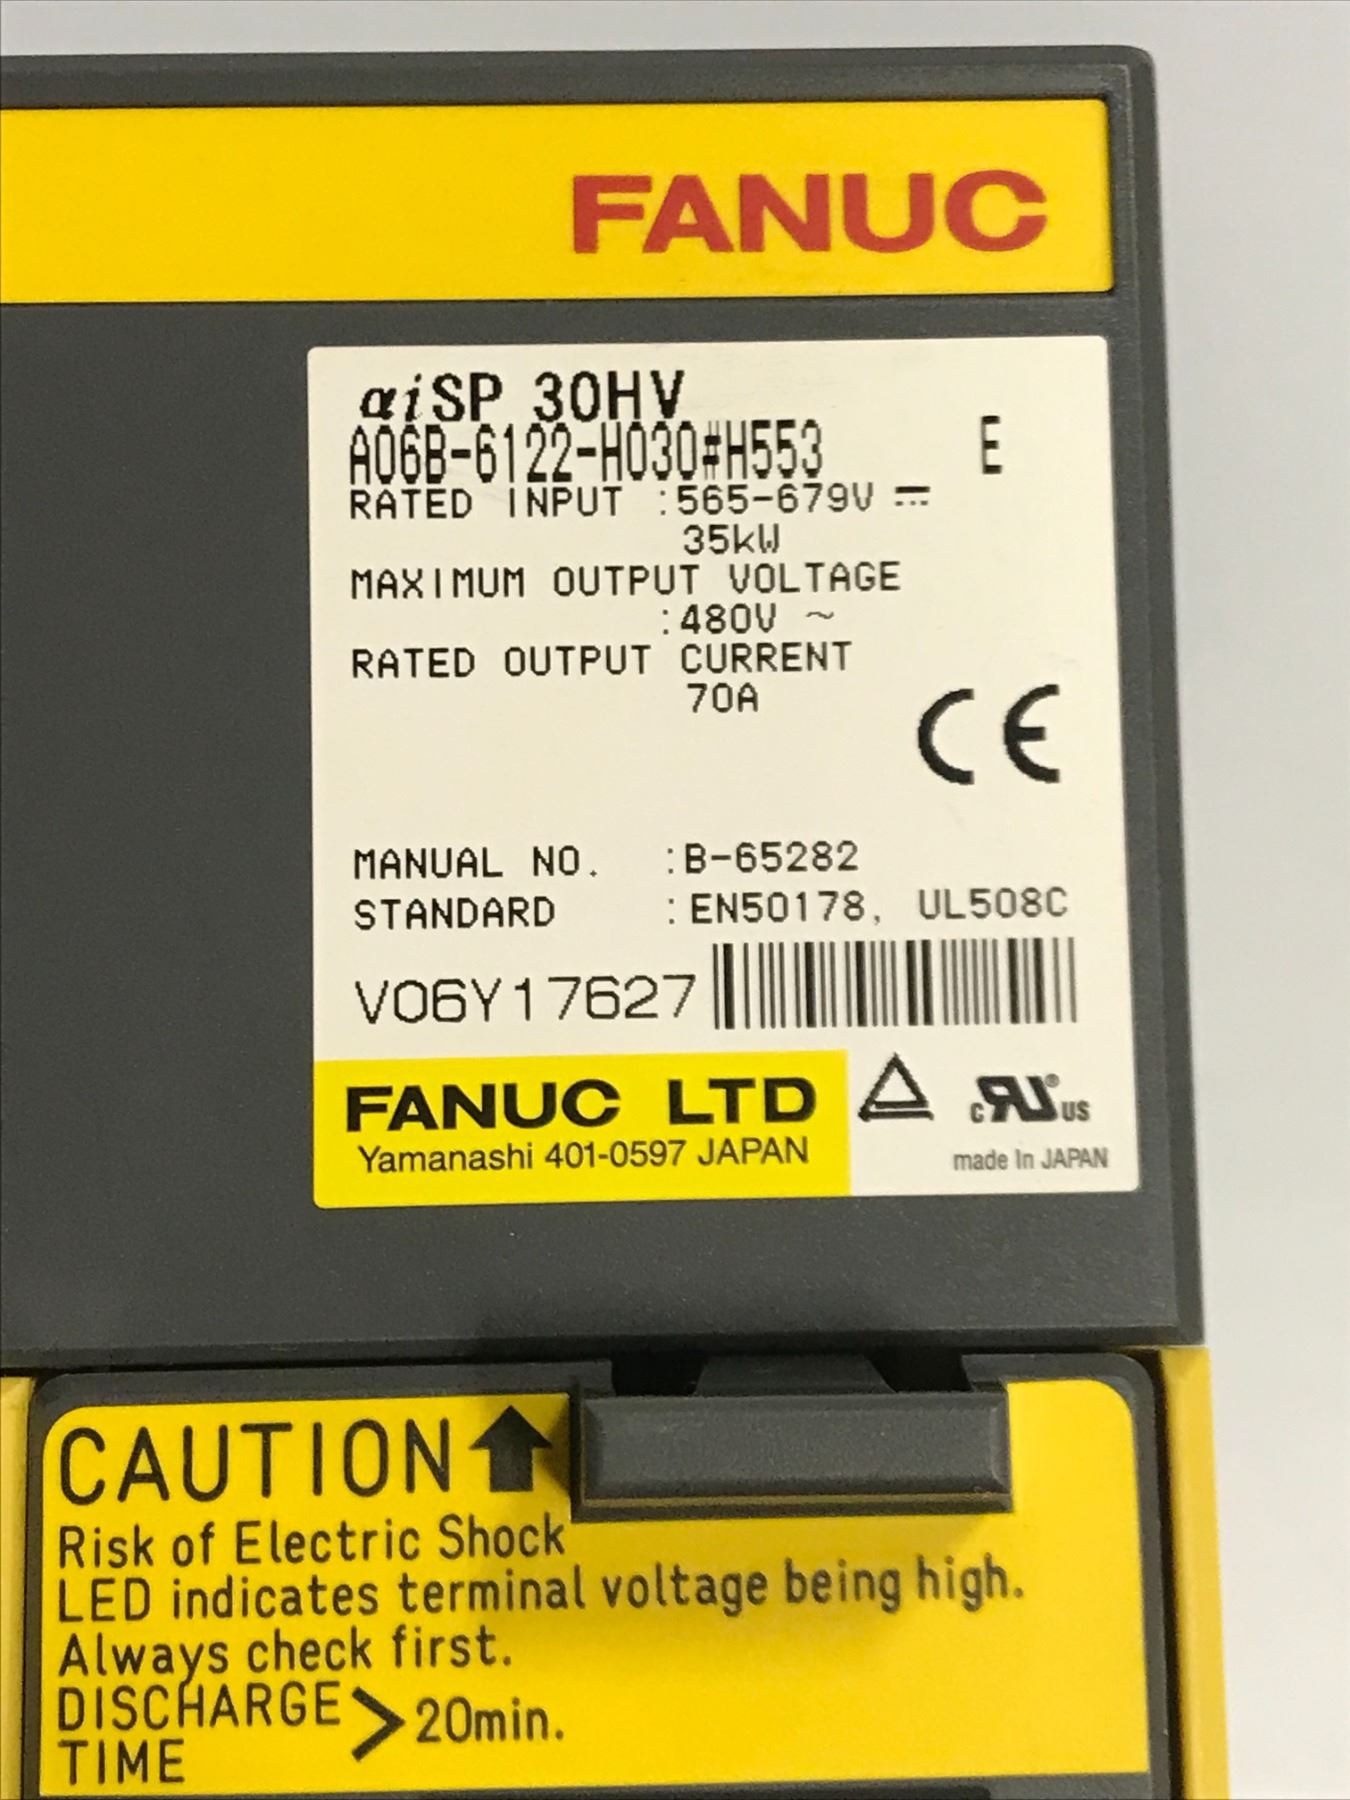 FANUC
αiSP 30HV
A06B-6122-H030#H553 E
RATED INPUT :565-679V ⎓
35kW
MAXIMUM OUTPUT VOLTAGE
:480V ~
RATED OUTPUT CURRENT
70A
CE
MANUAL NO. :B-65282
STANDARD :EN50178, UL508C
V06Y17627
FANUC LTD
Yamanashi 401-0597 JAPAN
c RU ® US
made In JAPAN
CAUTION ↑
Risk of Electric Shock
LED indicates terminal voltage being high.
Always check first.
DISCHARGE
TIME > 20min.